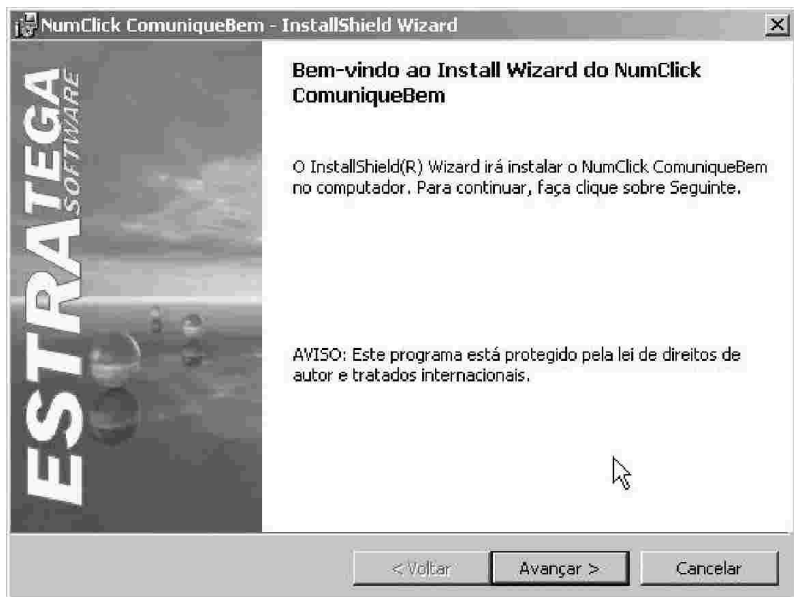 NumClick ComuniqueBem - InstallShield Wizard
ESTRATEGA
SOFTWARE
Bem-vindo ao Install Wizard do NumClick
ComuniqueBem
O InstallShield(R) Wizard irá instalar o NumClick ComuniqueBem
no computador. Para continuar, faça clique sobre Seguinte.
AVISO: Este programa está protegido pela lei de direitos de
autor e tratados internacionais.
< Voltar
Avançar >
Cancelar